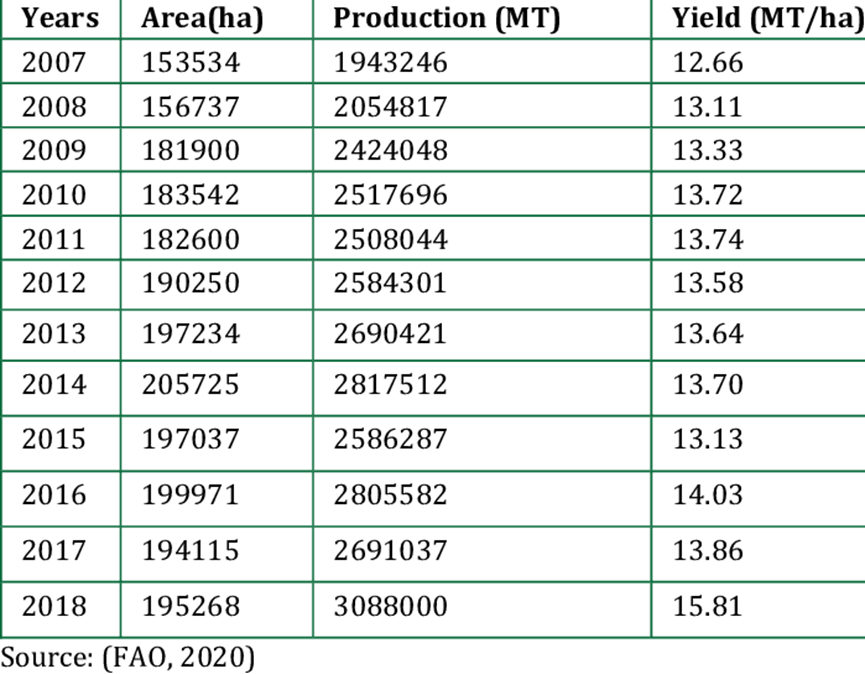 Years Area(ha) Production (MT) Yield (MT/ha)
2007 153534 1943246 12.66
2008 156737 2054817 13.11
2009 181900 2424048 13.33
2010 183542 2517696 13.72
2011 182600 2508044 13.74
2012 190250 2584301 13.58
2013 197234 2690421 13.64
2014 205725 2817512 13.70
2015 197037 2586287 13.13
2016 199971 2805582 14.03
2017 194115 2691037 13.86
2018 195268 3088000 15.81
Source: (FAO, 2020)